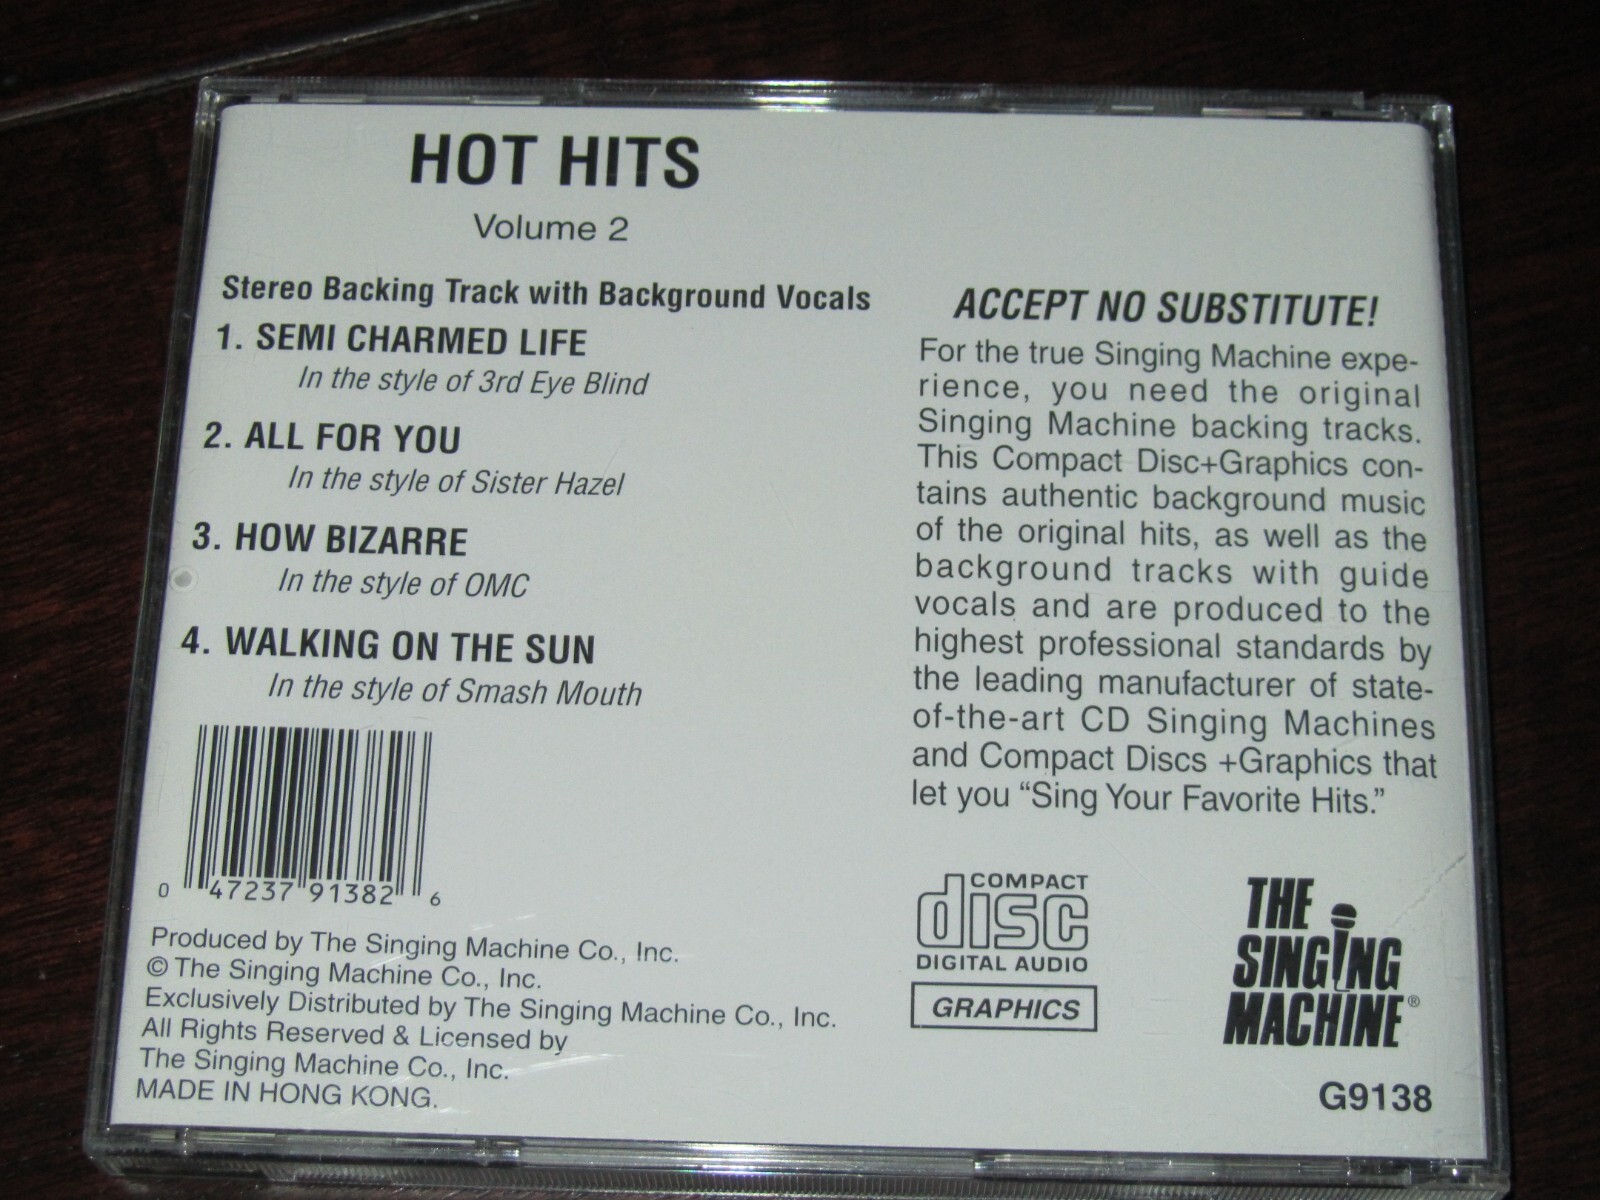 HOT HITS
Volume 2
Stereo Backing Track with Background Vocals
1. SEMI CHARMED LIFE
In the style of 3rd Eye Blind
2. ALL FOR YOU
In the style of Sister Hazel
3. HOW BIZARRE
In the style of OMC
4. WALKING ON THE SUN
In the style of Smash Mouth
0 47237 91382 6
Produced by The Singing Machine Co., Inc.
© The Singing Machine Co., Inc.
Exclusively Distributed by The Singing Machine Co., Inc.
All Rights Reserved & Licensed by
The Singing Machine Co., Inc.
MADE IN HONG KONG.
ACCEPT NO SUBSTITUTE!
For the true Singing Machine expe-
rience, you need the original
Singing Machine backing tracks.
This Compact Disc+Graphics con-
tains authentic background music
of the original hits, as well as the
background tracks with guide
vocals and are produced to the
highest professional standards by
the leading manufacturer of state-
of-the-art CD Singing Machines
and Compact Discs +Graphics that
let you “Sing Your Favorite Hits.”
COMPACT
disc
DIGITAL AUDIO
GRAPHICS
THE
SINGING
MACHINE®
G9138